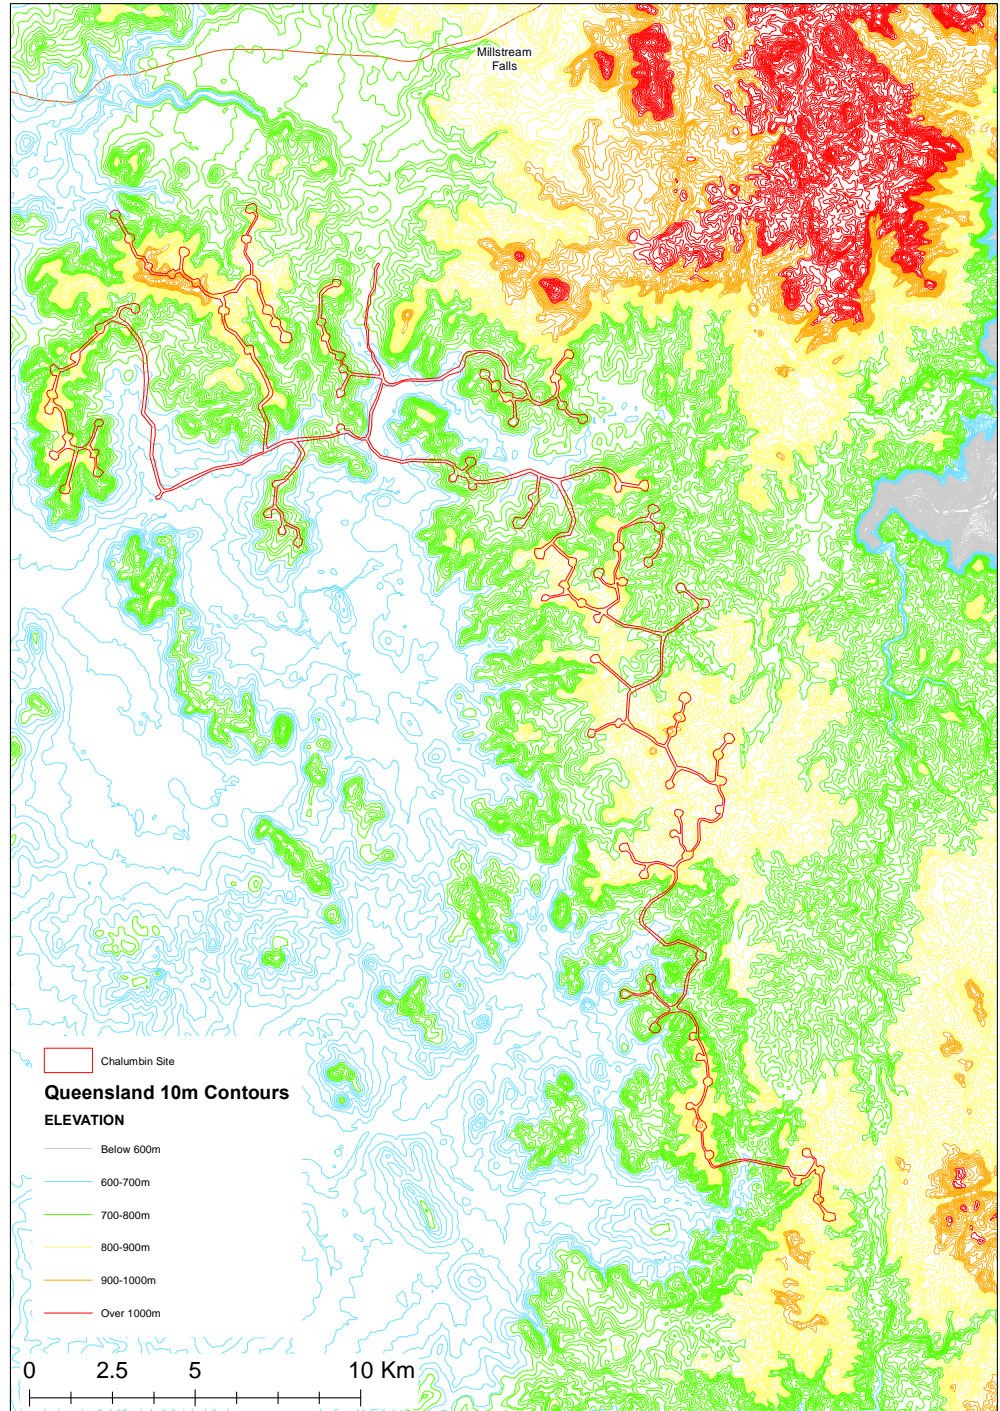 Millstream
Falls
Chalumbin Site
Queensland 10m Contours
ELEVATION
Below 600m
600-700m
700-800m
800-900m
900-1000m
Over 1000m
0 2.5 5 10 Km